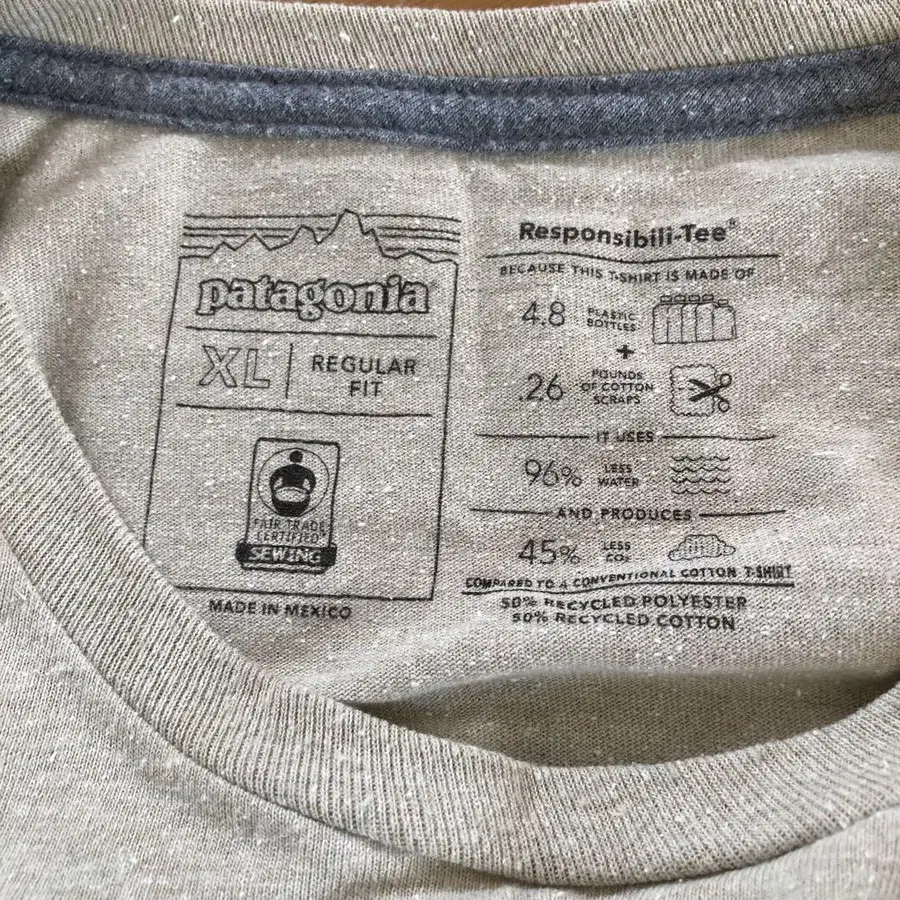 patagonia®
XL
REGULAR
FIT
FAIR TRADE
CERTIFIED®
SEWING
MADE IN MEXICO
Responsibili-Tee®
BECAUSE THIS T-SHIRT IS MADE OF
4.8 PLASTIC
BOTTLES
+
.26 POUNDS
OF COTTON
SCRAPS
IT USES
96% LESS
WATER
AND PRODUCES
45% LESS
CO₂
COMPARED TO A CONVENTIONAL COTTON T-SHIRT
50% RECYCLED POLYESTER
50% RECYCLED COTTON